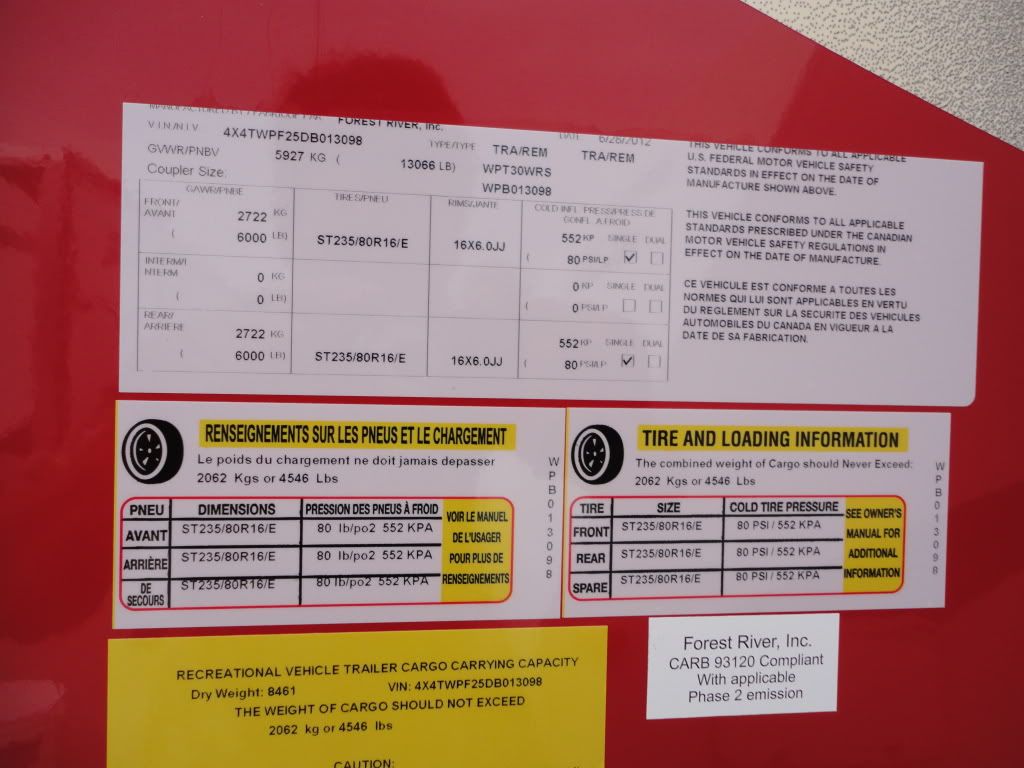 MANUFACTURED BY / FABRIQUE PAR FOREST RIVER, Inc.
DATE 6/28/2012
V I N /N I V 4X4TWPF25DB013098
GVWR/PNBV 5927 KG ( 13066 LB)
TYPE/TYPE TRA/REM TRA/REM
WPT30WRS
Coupler Size: WPB013098
GAWR/PNBE TIRES/PNEU RIMS/JANTE COLD INFL. PRESS/PRESS DE GONFL. A FROID
FRONT/ AVANT 2722 KG
( 6000 LB) ST235/80R16/E 16X6.0JJ 552 KP SINGLE DUAL
( 80 PSI/LP
INTERM/I NTERM 0 KG 0 KP SINGLE DUAL
( 0 LB) ( 0 PSI/LP
REAR/ ARRIERE 2722 KG 552 KP SINGLE DUAL
( 6000 LB) ST235/80R16/E 16X6.0JJ ( 80 PSI/LP
THIS VEHICLE CONFORMS TO ALL APPLICABLE
U.S. FEDERAL MOTOR VEHICLE SAFETY
STANDARDS IN EFFECT ON THE DATE OF
MANUFACTURE SHOWN ABOVE.
THIS VEHICLE CONFORMS TO ALL APPLICABLE
STANDARDS PRESCRIBED UNDER THE CANADIAN
MOTOR VEHICLE SAFETY REGULATIONS IN
EFFECT ON THE DATE OF MANUFACTURE.
CE VEHICULE EST CONFORME A TOUTES LES
NORMES QUI LUI SONT APPLICABLES EN VERTU
DU REGLEMENT SUR LA SECURITE DES VEHICULES
AUTOMOBILES DU CANADA EN VIGUEUR A LA
DATE DE SA FABRICATION.
RENSEIGNEMENTS SUR LES PNEUS ET LE CHARGEMENT
Le poids du chargement ne doit jamais depasser
2062 Kgs or 4546 Lbs
PNEU DIMENSIONS PRESSION DES PNEUS À FROID
AVANT ST235/80R16/E 80 lb/po2 552 KPA
ARRIÈRE ST235/80R16/E 80 lb/po2 552 KPA
DE SECOURS ST235/80R16/E 80 lb/po2 552 KPA
VOIR LE MANUEL
DE L'USAGER
POUR PLUS DE
RENSEIGNEMENTS
WPB013098
TIRE AND LOADING INFORMATION
The combined weight of Cargo should Never Exceed:
2062 Kgs or 4546 Lbs
TIRE SIZE COLD TIRE PRESSURE
FRONT ST235/80R16/E 80 PSI / 552 KPA
REAR ST235/80R16/E 80 PSI / 552 KPA
SPARE ST235/80R16/E 80 PSI / 552 KPA
SEE OWNER'S
MANUAL FOR
ADDITIONAL
INFORMATION
WPB013098
RECREATIONAL VEHICLE TRAILER CARGO CARRYING CAPACITY
Dry Weight: 8461 VIN: 4X4TWPF25DB013098
THE WEIGHT OF CARGO SHOULD NOT EXCEED
2062 kg or 4546 lbs
CAUTION:
Forest River, Inc.
CARB 93120 Compliant
With applicable
Phase 2 emission